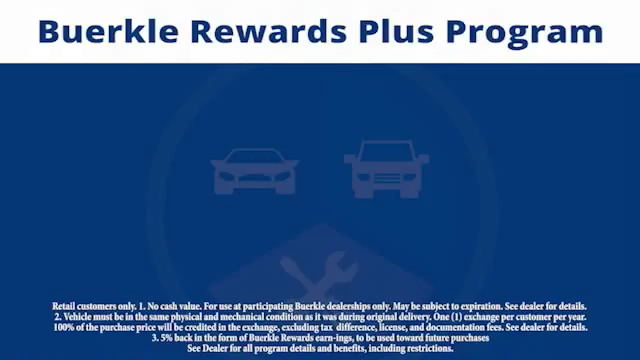 Buerkle Rewards Plus Program
Retail customers only. 1. No cash value. For use at participating Buerkle dealerships only. May be subject to expiration. See dealer for details.
2. Vehicle must be in the same physical and mechanical condition as it was during original delivery. One (1) exchange per customer per year.
100% of the purchase price will be credited in the exchange, excluding tax difference, license, and documentation fees. See dealer for details.
3. 5% back in the form of Buerkle Rewards earn-ings, to be used toward future purchases
See Dealer for all program details and benefits, including restrictions.